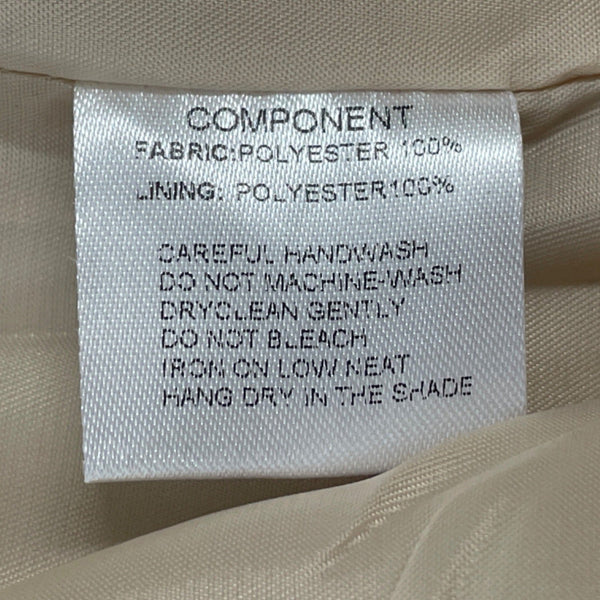 COMPONENT
FABRIC:POLYESTER 100%
LINING: POLYESTER100%
CAREFUL HANDWASH
DO NOT MACHINE-WASH
DRYCLEAN GENTLY
DO NOT BLEACH
IRON ON LOW NEAT
HANG DRY IN THE SHADE